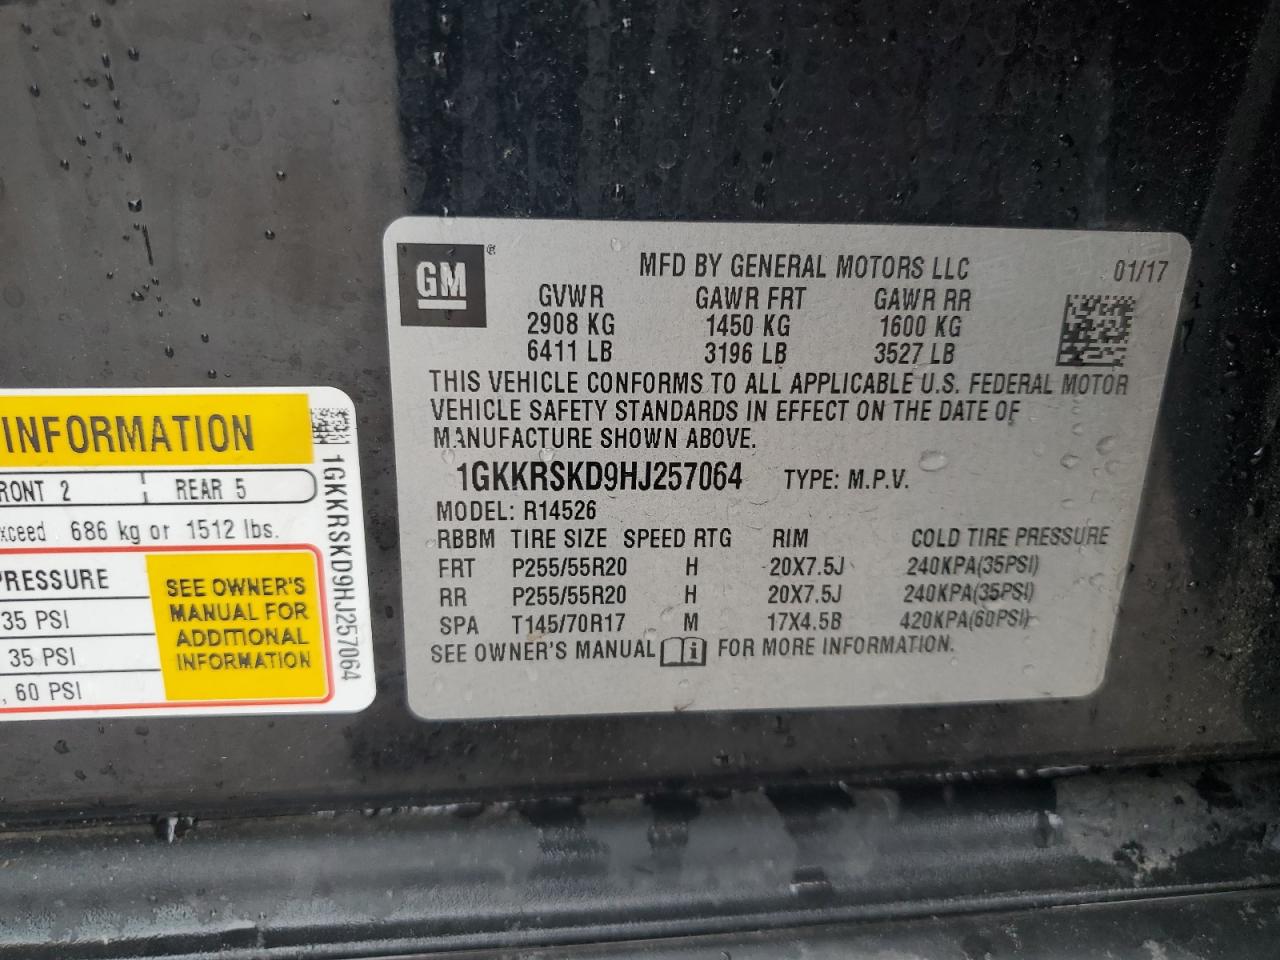 INFORMATION
RONT 2 REAR 5
xceed 686 kg or 1512 lbs.
PRESSURE
35 PSI
35 PSI
, 60 PSI
SEE OWNER'S
MANUAL FOR
ADDITIONAL
INFORMATION
1GKKRSKD9HJ257064
GM®
MFD BY GENERAL MOTORS LLC 01/17
GVWR GAWR FRT GAWR RR
2908 KG 1450 KG 1600 KG
6411 LB 3196 LB 3527 LB
THIS VEHICLE CONFORMS TO ALL APPLICABLE U.S. FEDERAL MOTOR
VEHICLE SAFETY STANDARDS IN EFFECT ON THE DATE OF
MANUFACTURE SHOWN ABOVE.
1GKKRSKD9HJ257064 TYPE: M.P.V.
MODEL: R14526
RBBM TIRE SIZE SPEED RTG RIM COLD TIRE PRESSURE
FRT P255/55R20 H 20X7.5J 240KPA(35PSI)
RR P255/55R20 H 20X7.5J 240KPA(35PSI)
SPA T145/70R17 M 17X4.5B 420KPA(60PSI)
SEE OWNER'S MANUAL i FOR MORE INFORMATION.